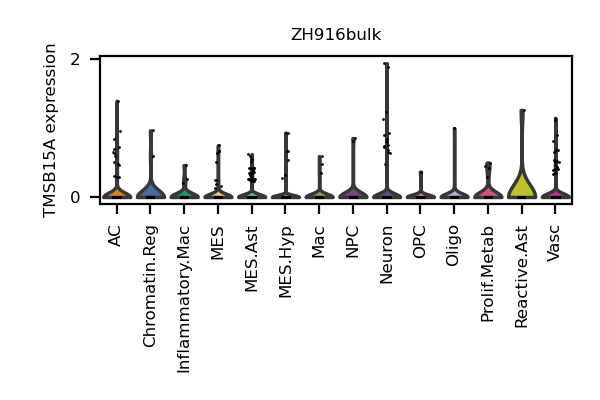 ZH916bulk
TMSB15A expression
2
0
AC
Chromatin.Reg
Inflammatory.Mac
MES
MES.Ast
MES.Hyp
Mac
NPC
Neuron
OPC
Oligo
Prolif.Metab
Reactive.Ast
Vasc